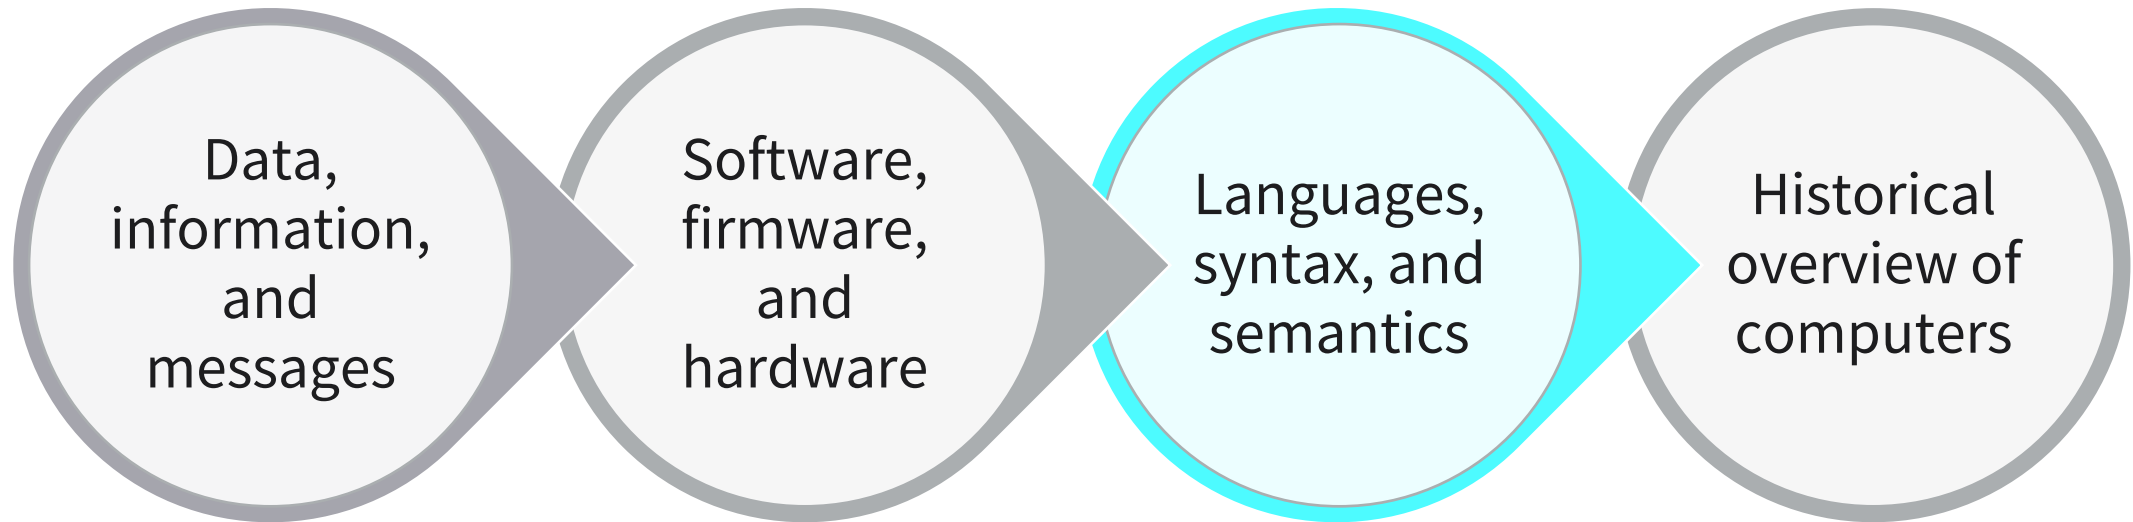 Data,
information,
and
messages
Software,
firmware,
and
hardware
Languages,
syntax, and
semantics
Historical
overview of
computers